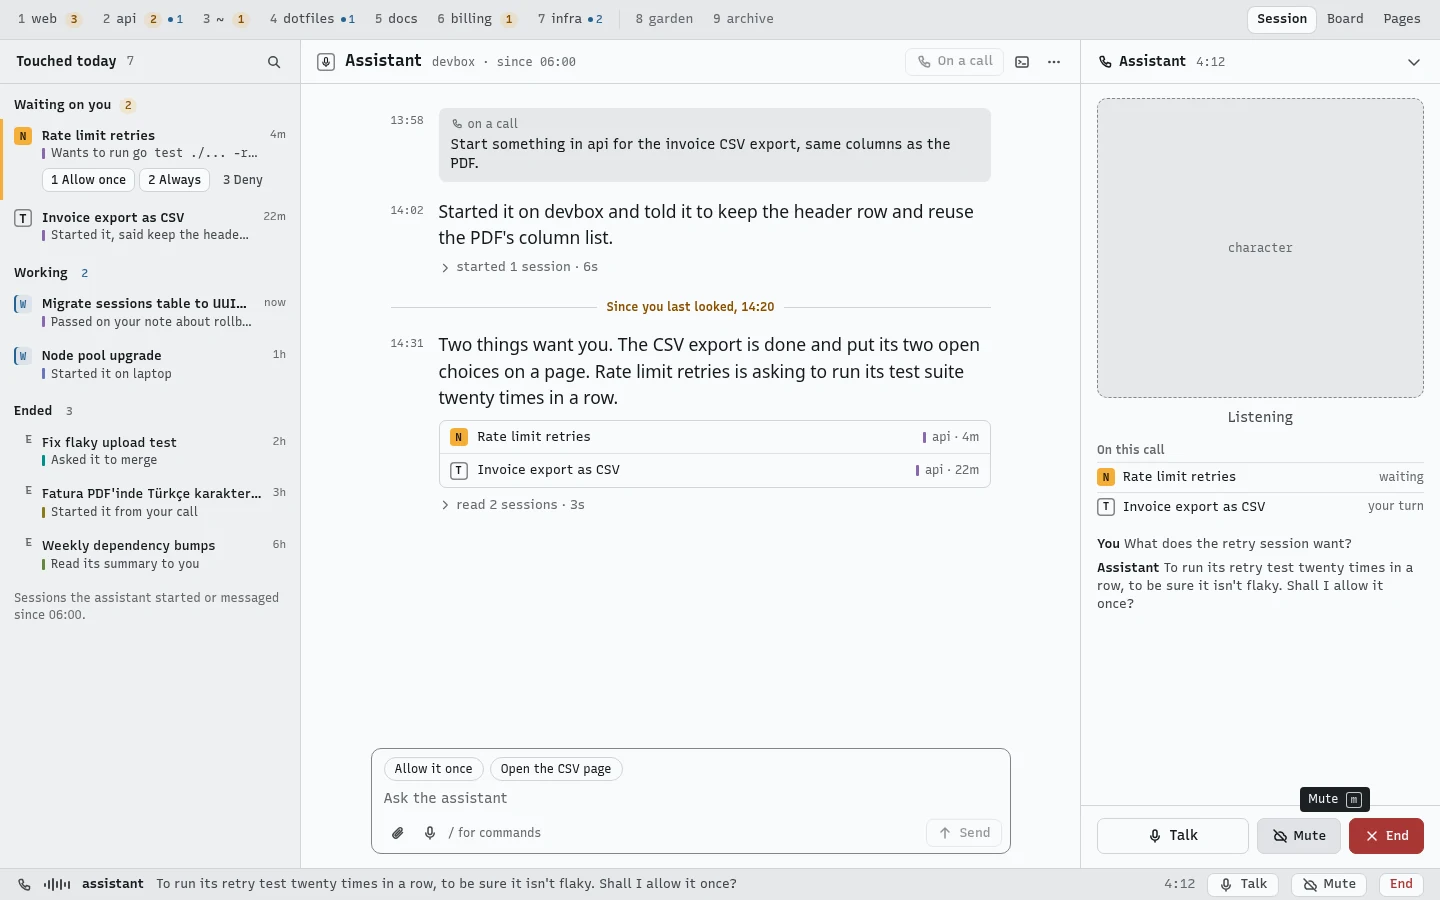 1 web 3 2 api 2 1 3 ~ 1 4 dotfiles 1 5 docs 6 billing 1 7 infra 2 8 garden 9 archive Session Board Pages
Touched today 7
Waiting on you 2
N Rate limit retries 4m
Wants to run go test ./... -r…
1 Allow once 2 Always 3 Deny
T Invoice export as CSV 22m
Started it, said keep the heade…
Working 2
W Migrate sessions table to UUI… now
Passed on your note about rollb…
W Node pool upgrade 1h
Started it on laptop
Ended 3
E Fix flaky upload test 2h
Asked it to merge
E Fatura PDF'inde Türkçe karakter… 3h
Started it from your call
E Weekly dependency bumps 6h
Read its summary to you
Sessions the assistant started or messaged
since 06:00.
Assistant devbox · since 06:00 On a call
13:58 on a call
Start something in api for the invoice CSV export, same columns as the
PDF.
14:02 Started it on devbox and told it to keep the header row and reuse
the PDF's column list.
started 1 session · 6s
Since you last looked, 14:20
14:31 Two things want you. The CSV export is done and put its two open
choices on a page. Rate limit retries is asking to run its test suite
twenty times in a row.
N Rate limit retries api · 4m
T Invoice export as CSV api · 22m
read 2 sessions · 3s
Allow it once Open the CSV page
Ask the assistant
/ for commands Send
Assistant 4:12
character
Listening
On this call
N Rate limit retries waiting
T Invoice export as CSV your turn
You What does the retry session want?
Assistant To run its retry test twenty times in a
row, to be sure it isn't flaky. Shall I allow it
once?
Mute m
Talk Mute End
assistant To run its retry test twenty times in a row, to be sure it isn't flaky. Shall I allow it once? 4:12 Talk Mute End